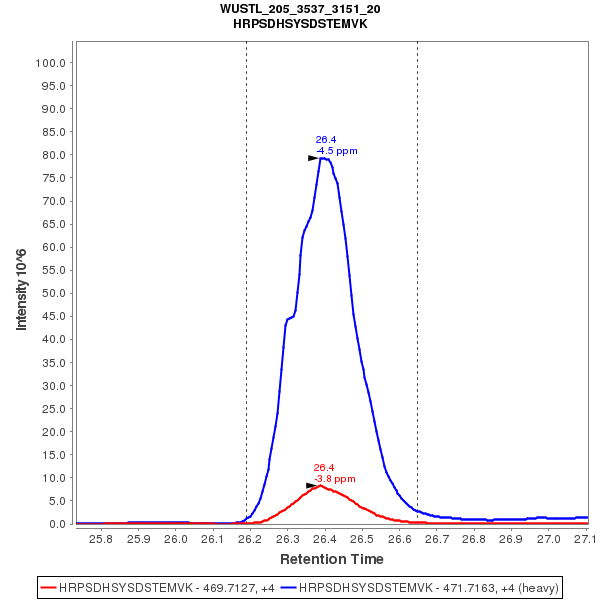 WUSTL_205_3537_3151_20
HRPSDHSYSDSTEMVK
100.0
95.0
90.0
85.0
80.0
75.0
70.0
65.0
60.0
55.0
50.0
45.0
40.0
35.0
30.0
25.0
20.0
15.0
10.0
5.0
0.0
Intensity 10^6
26.4
-4.5 ppm
26.4
-3.8 ppm
25.8 25.9 26.0 26.1 26.2 26.3 26.4 26.5 26.6 26.7 26.8 26.9 27.0 27.1
Retention Time
HRPSDHSYSDSTEMVK - 469.7127, +4 HRPSDHSYSDSTEMVK - 471.7163, +4 (heavy)